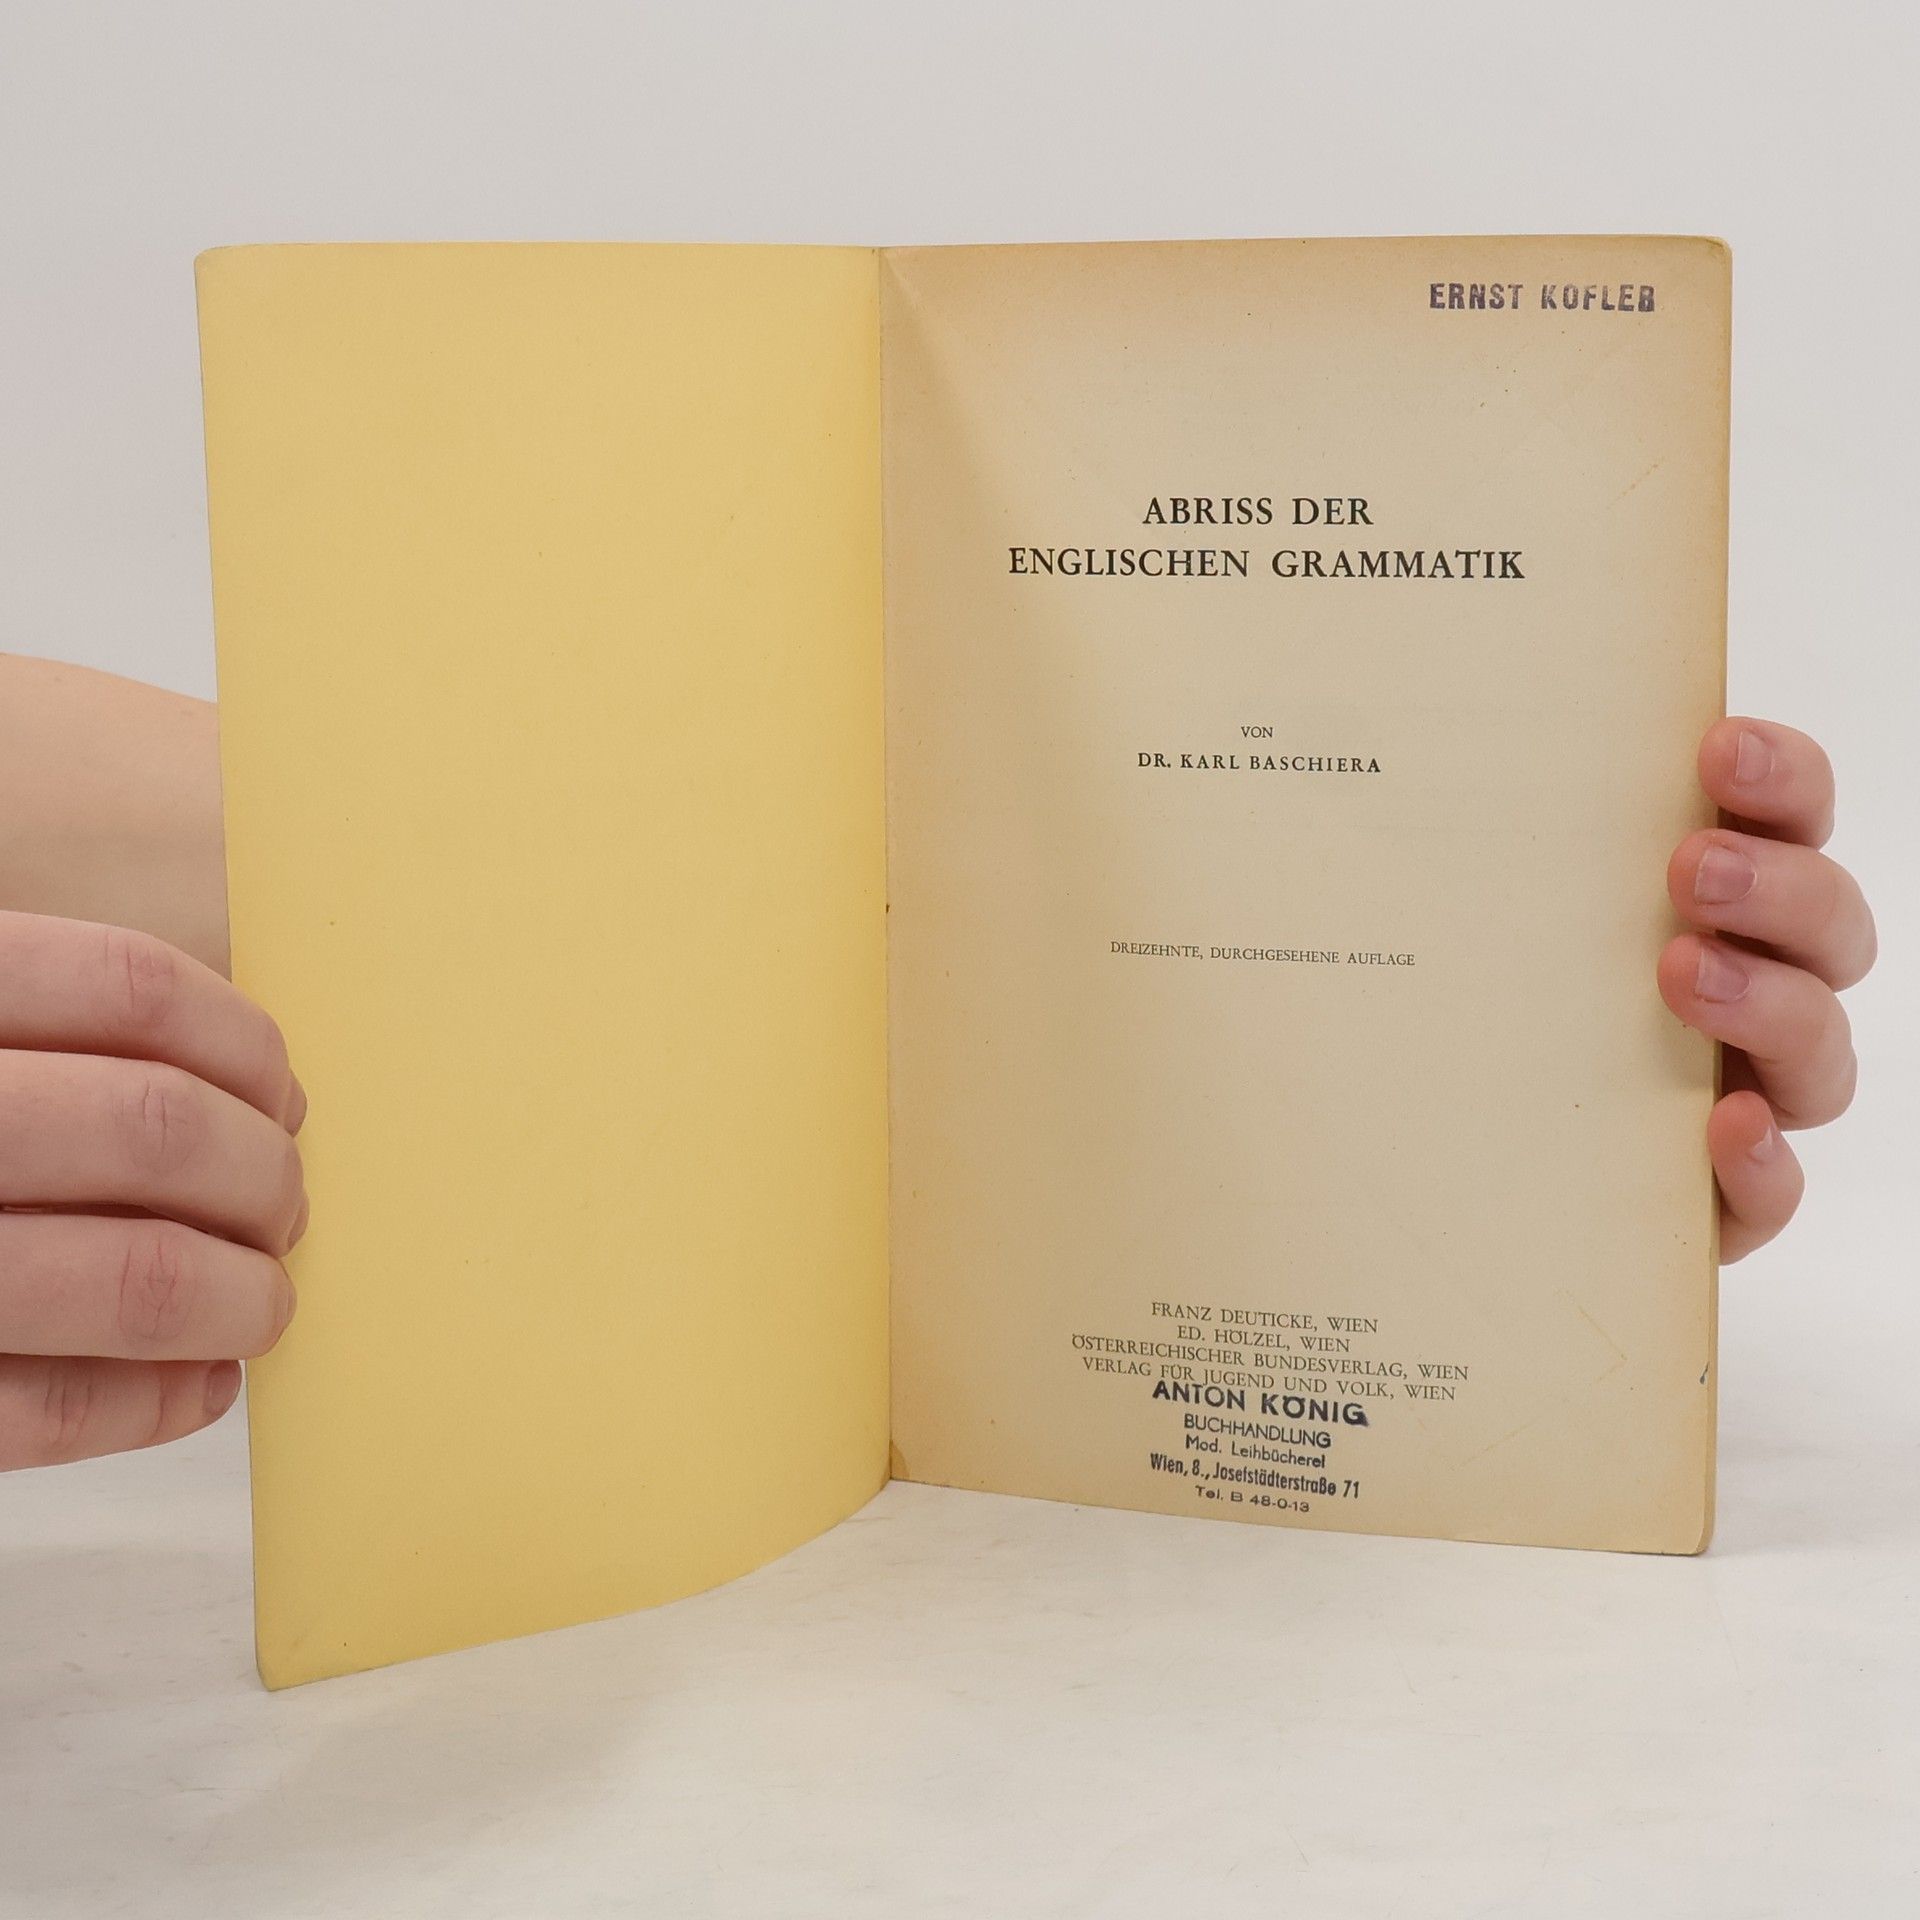 ERNST KOFLER
ABRISS DER
ENGLISCHEN GRAMMATIK
VON
DR. KARL BASCHIERA
DREIZEHNTE, DURCHGESEHENE AUFLAGE
FRANZ DEUTICKE, WIEN
ED. HÖLZEL, WIEN
ÖSTERREICHISCHER BUNDESVERLAG, WIEN
VERLAG FÜR JUGEND UND VOLK, WIEN
ANTON KÖNIG
BUCHHANDLUNG
Mod. Leihbücherei
Wien, 8., Josefstädterstraße 71
Tel. B 48-0-13